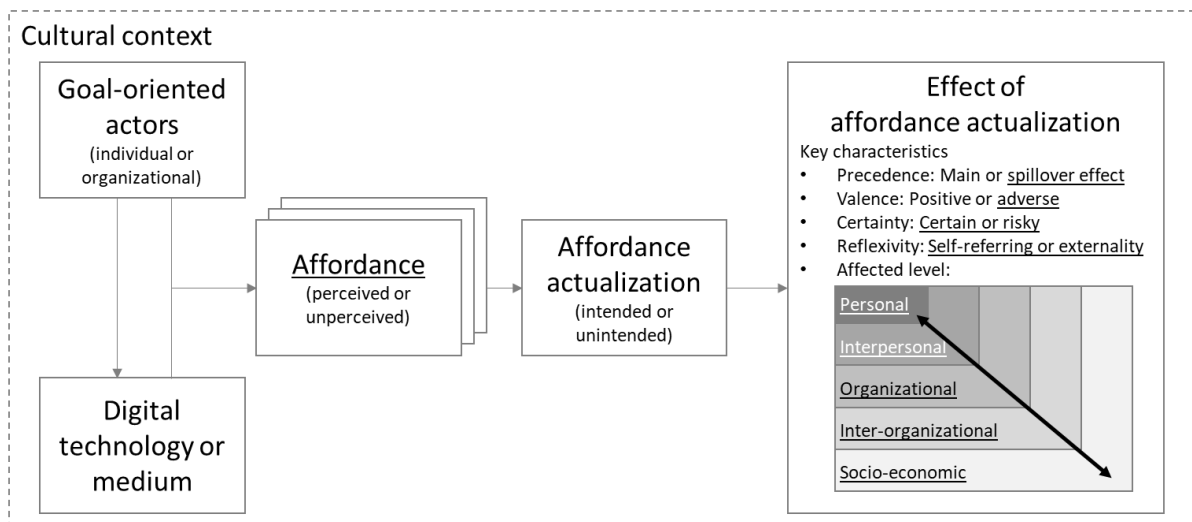 Cultural context
Goal-oriented
actors
(individual or
organizational)
Digital
technology or
medium
Affordance
(perceived or
unperceived)
Affordance
actualization
(intended or
unintended)
Effect of
affordance actualization
Key characteristics
• Precedence: Main or spillover effect
• Valence: Positive or adverse
• Certainty: Certain or risky
• Reflexivity: Self-referring or externality
• Affected level:
Personal
Interpersonal
Organizational
Inter-organizational
Socio-economic